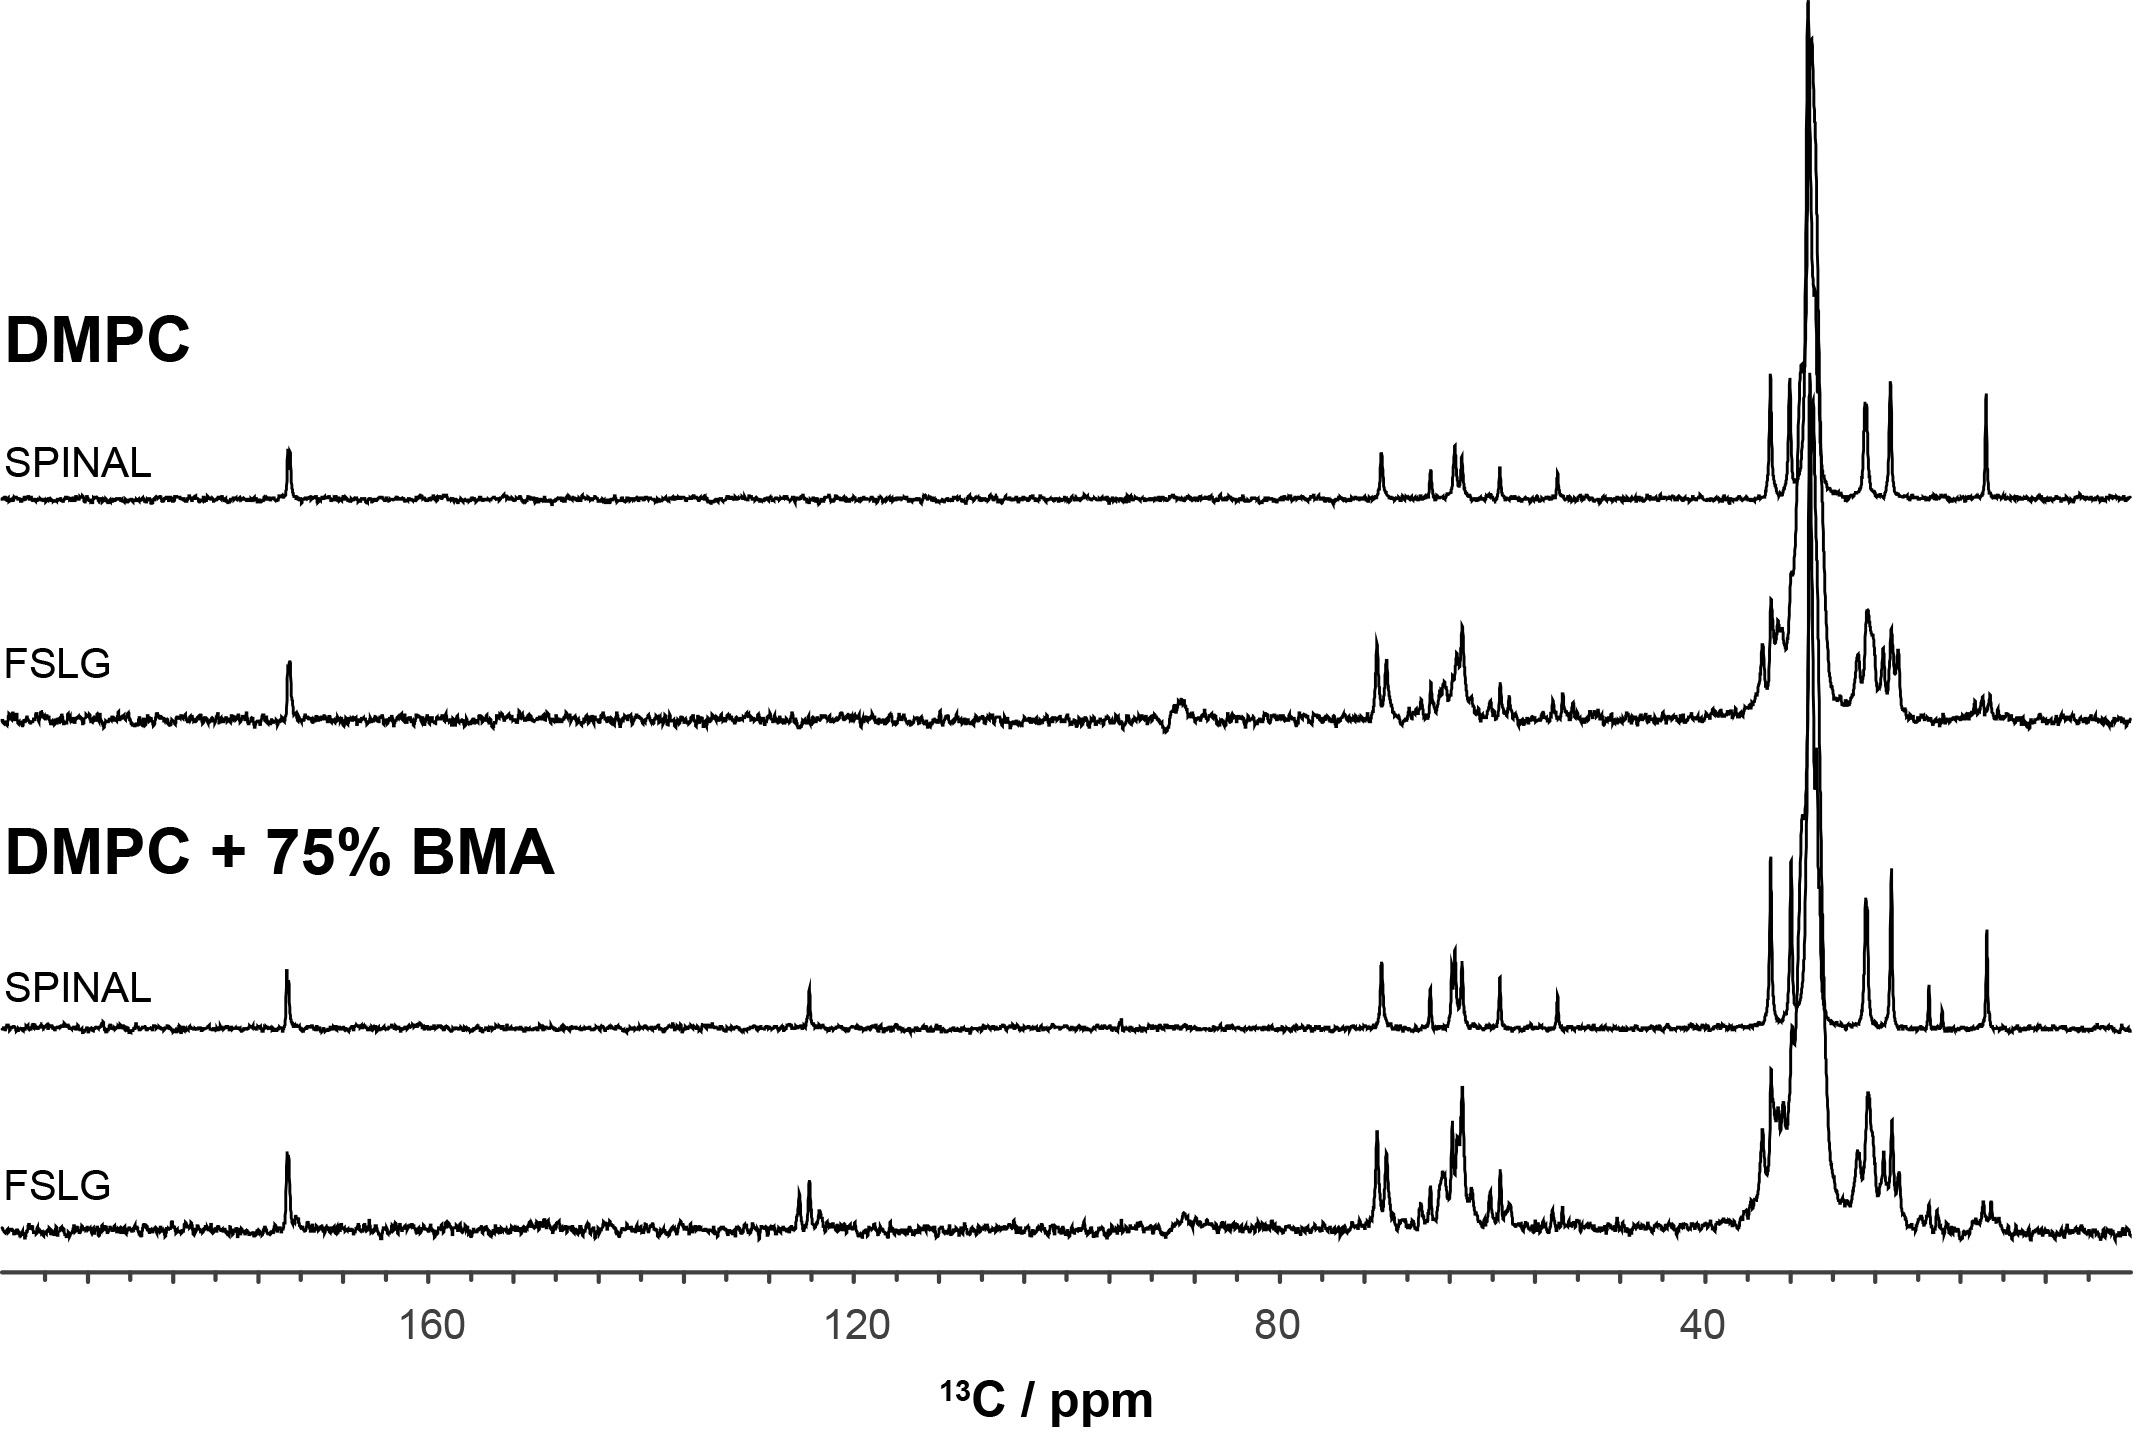 DMPC
SPINAL
FSLG
DMPC + 75% BMA
SPINAL
FSLG
160 120 80 40
¹³C / ppm